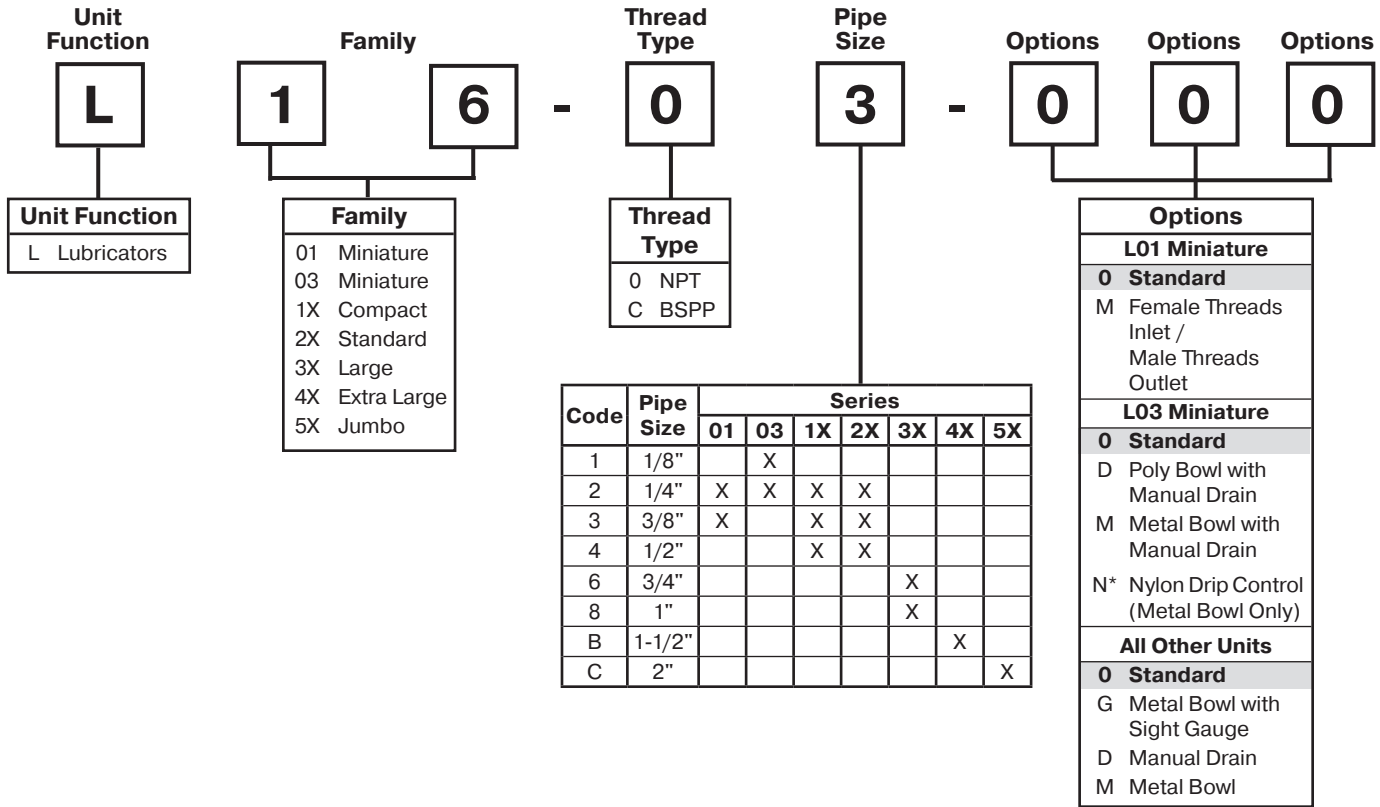 Unit
Function
Family
Thread
Type
Pipe
Size
Options Options Options
L 1 6 - 0 3 - 0 0 0
Unit Function
L Lubricators
Family
01 Miniature
03 Miniature
1X Compact
2X Standard
3X Large
4X Extra Large
5X Jumbo
Thread
Type
0 NPT
C BSPP
Code Pipe Size Series
01 03 1X 2X 3X 4X 5X
1 1/8" X
2 1/4" X X X X
3 3/8" X X X
4 1/2" X X
6 3/4" X
8 1" X
B 1-1/2" X
C 2" X
Options
L01 Miniature
0 Standard
M Female Threads
Inlet /
Male Threads
Outlet
L03 Miniature
0 Standard
D Poly Bowl with
Manual Drain
M Metal Bowl with
Manual Drain
N* Nylon Drip Control
(Metal Bowl Only)
All Other Units
0 Standard
G Metal Bowl with
Sight Gauge
D Manual Drain
M Metal Bowl